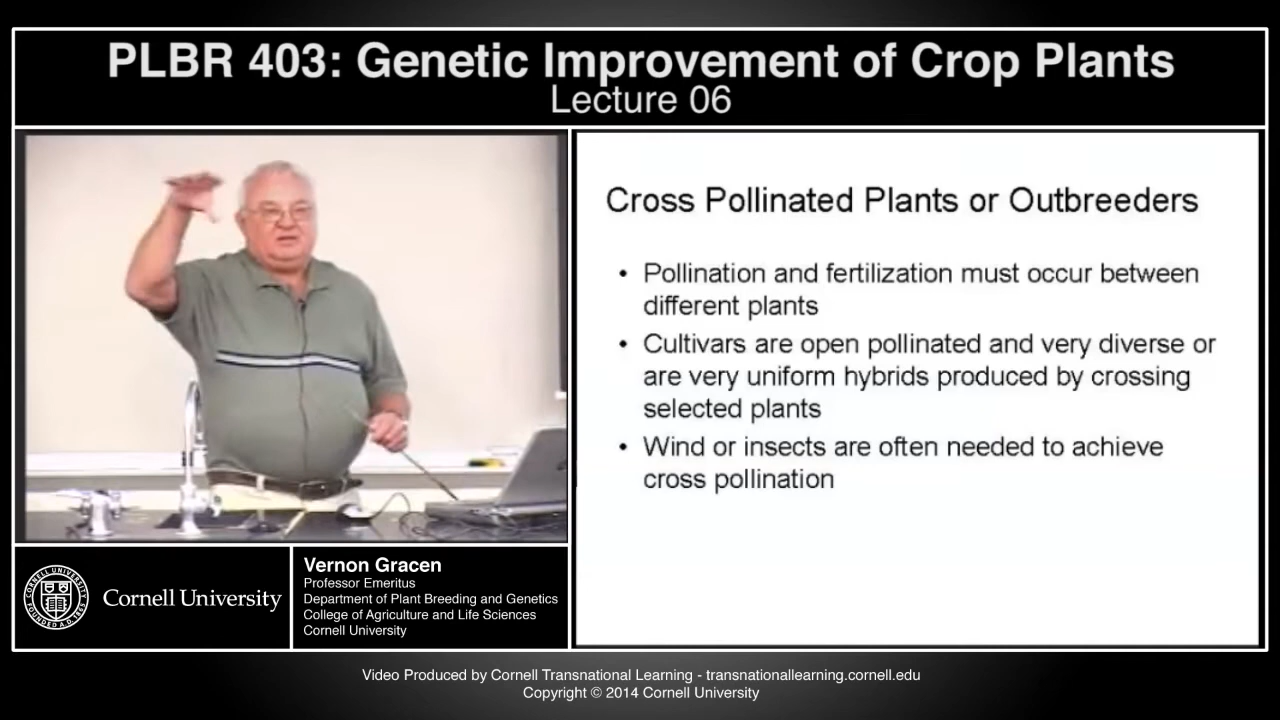 PLBR 403: Genetic Improvement of Crop Plants
Lecture 06
Cross Pollinated Plants or Outbreeders
• Pollination and fertilization must occur between
different plants
• Cultivars are open pollinated and very diverse or
are very uniform hybrids produced by crossing
selected plants
• Wind or insects are often needed to achieve
cross pollination
CORNELL UNIVERSITY
FOUNDED A.D. 1865
Cornell University
Vernon Gracen
Professor Emeritus
Department of Plant Breeding and Genetics
College of Agriculture and Life Sciences
Cornell University
Video Produced by Cornell Transnational Learning - transnationallearning.cornell.edu
Copyright © 2014 Cornell University